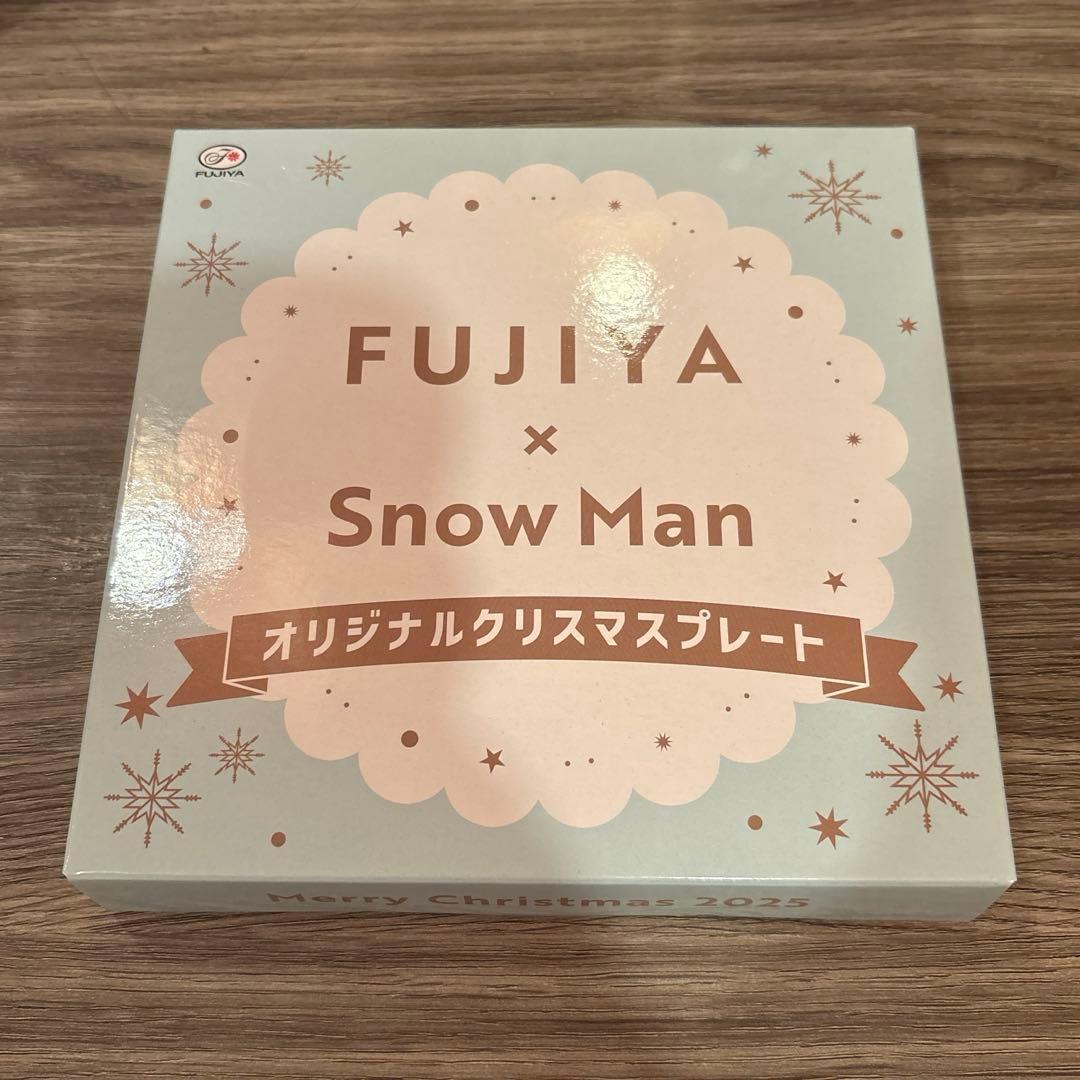 FUJIYA
FUJIYA
×
Snow Man
オリジナルクリスマスプレート
Merry Christmas 2025